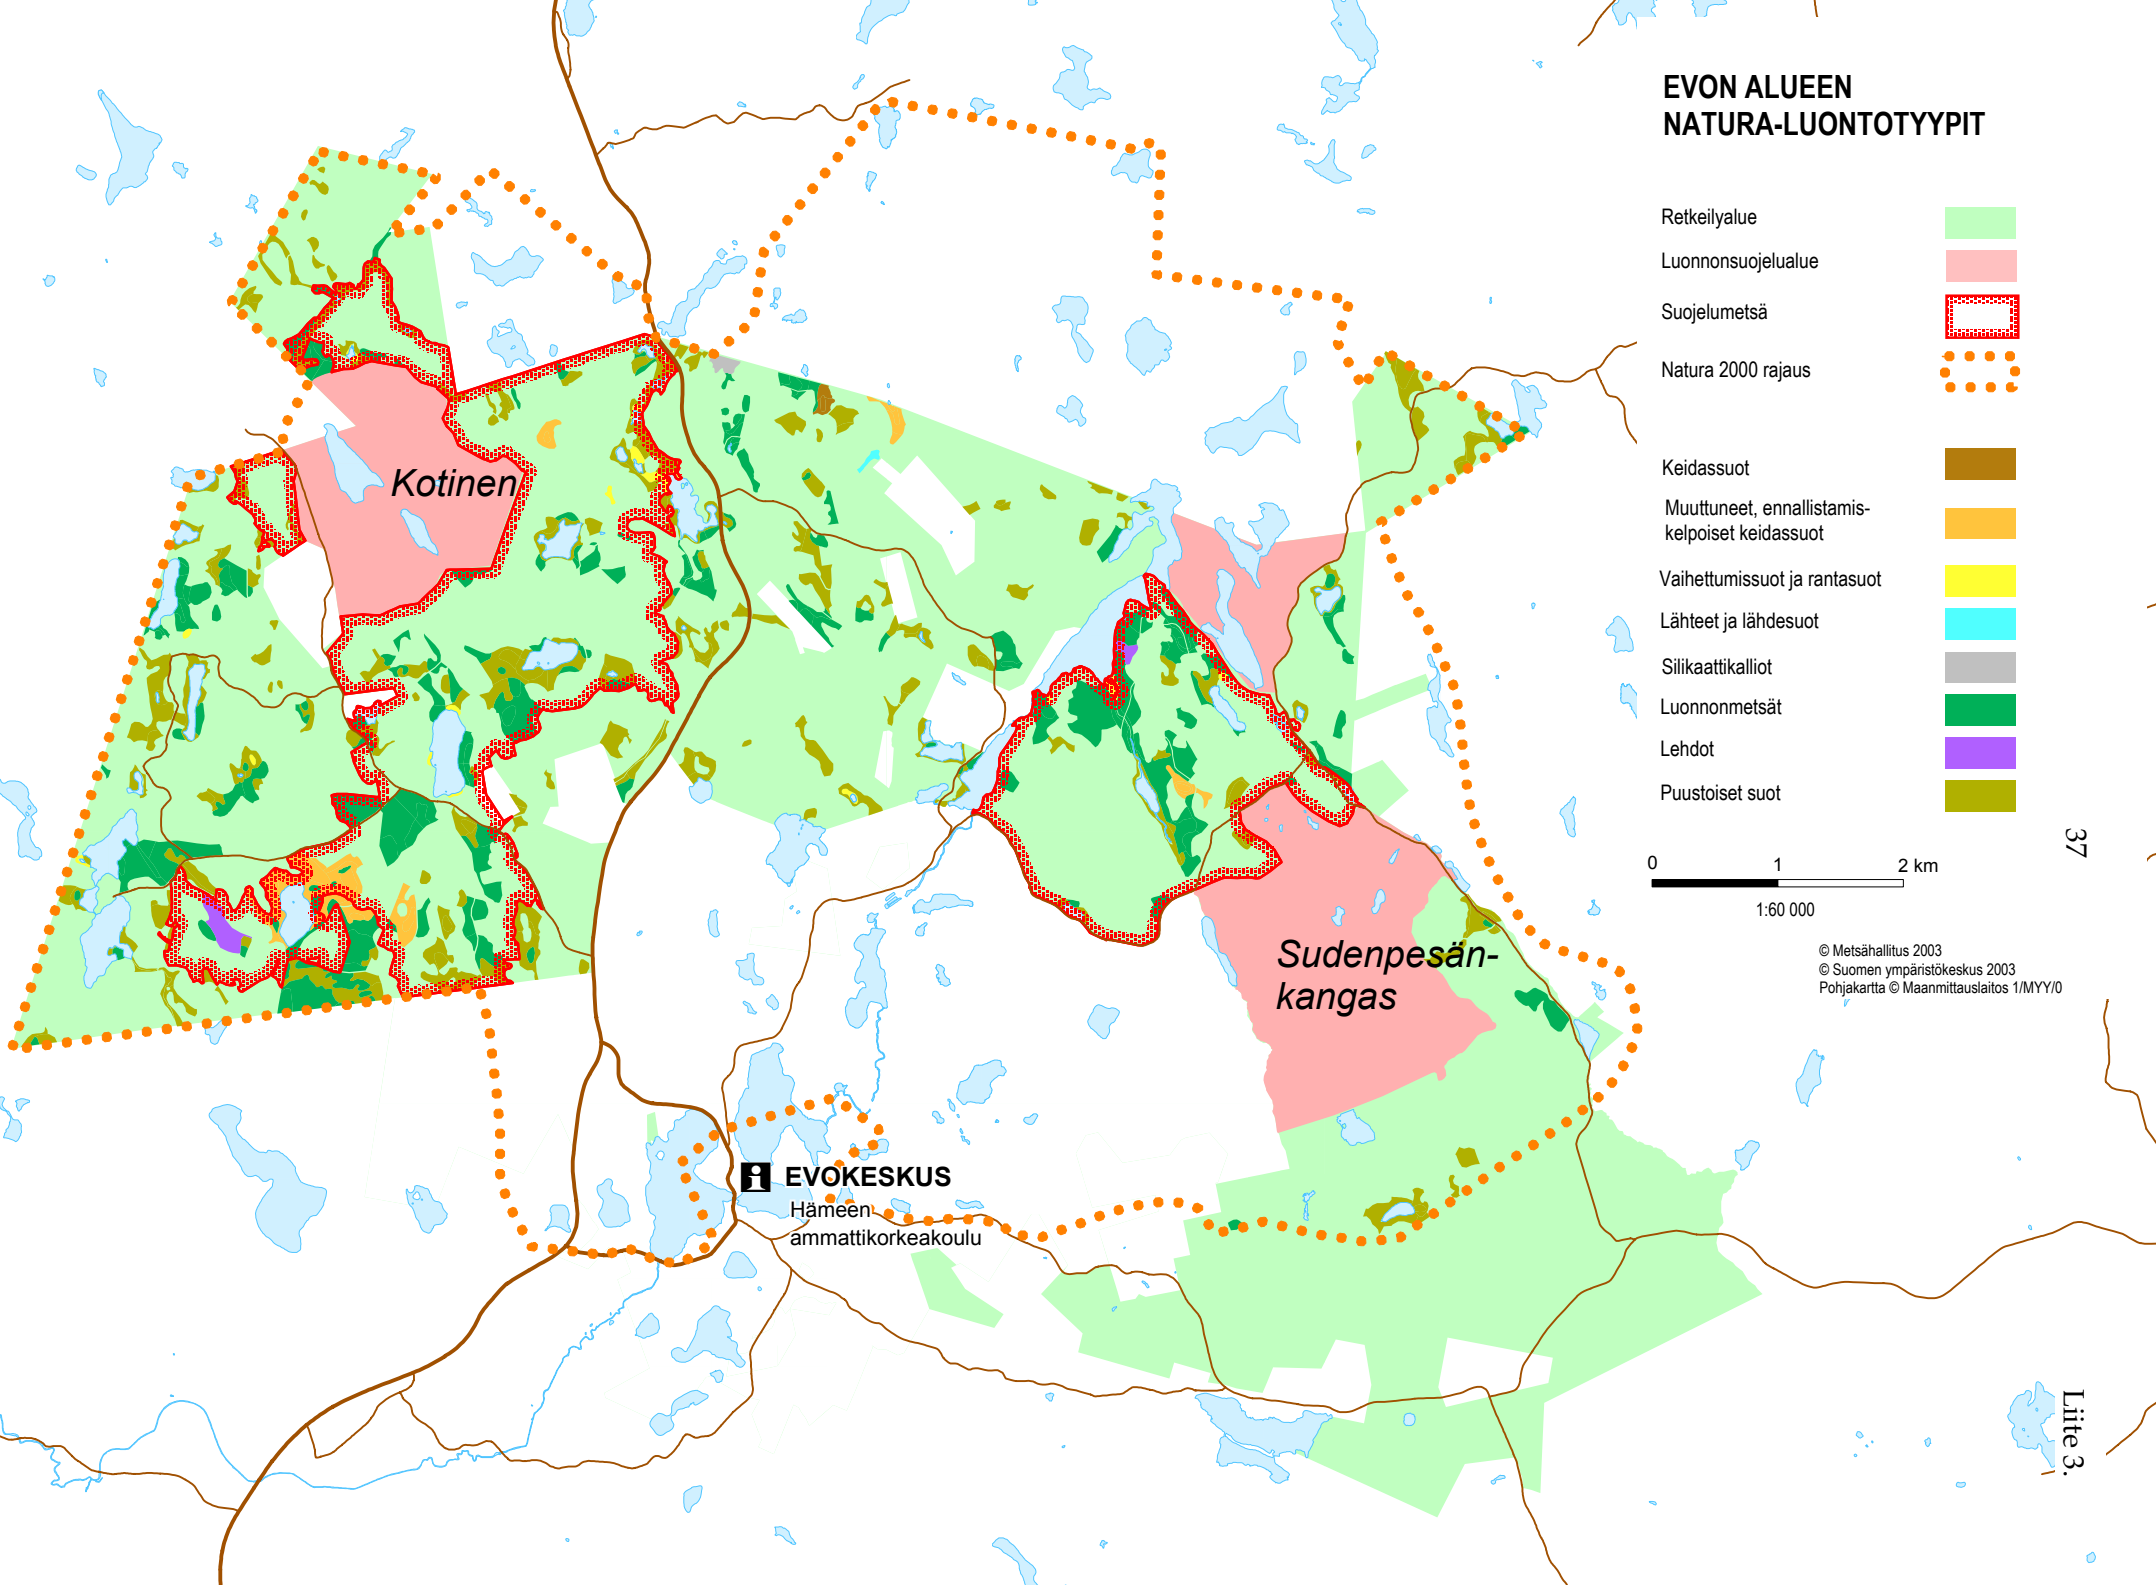 EVON ALUEEN
NATURA-LUONTOTYYPIT
Retkeilyalue
Luonnonsuojelualue
Suojelumetsä
Natura 2000 rajaus
Keidassuot
Muuttuneet, ennallistamis-
kelpoiset keidassuot
Vaihettumissuot ja rantasuot
Lähteet ja lähdesuot
Silikaattikalliot
Luonnonmetsät
Lehdot
Puustoiset suot
0 1 2 km
1:60 000
© Metsähallitus 2003
© Suomen ympäristökeskus 2003
Pohjakartta © Maanmittauslaitos 1/MYY/0
37
Liite 3.
Kotinen
Sudenpesän-
kangas
i EVOKESKUS
Hämeen
ammattikorkeakoulu